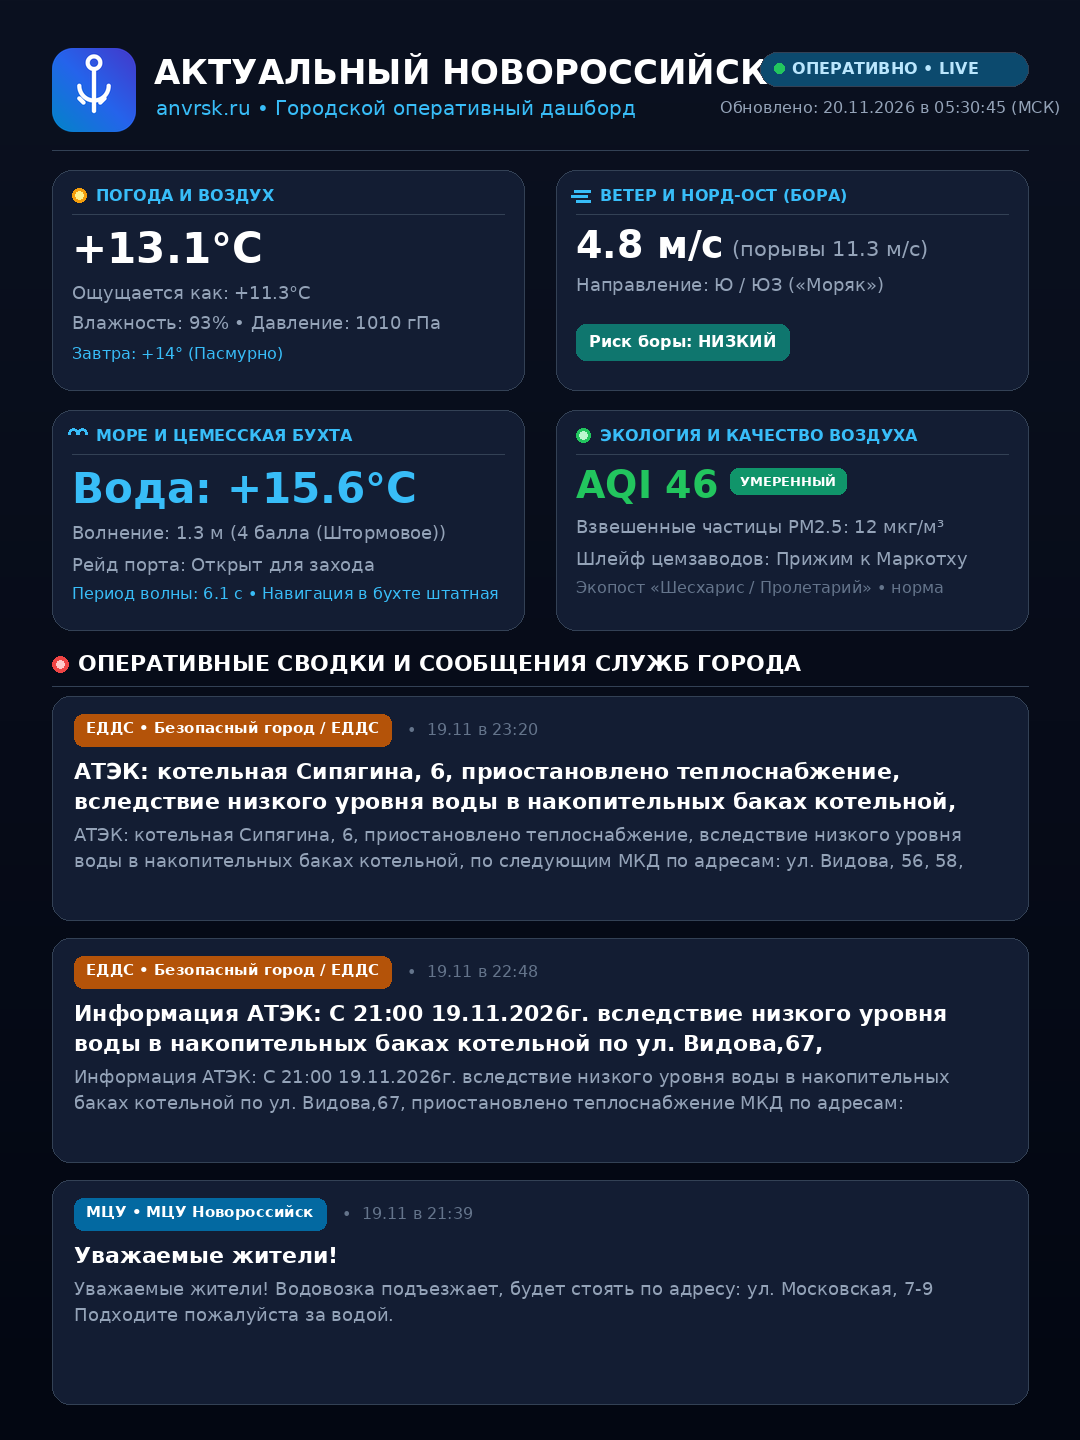 АКТУАЛЬНЫЙ НОВОРОССИЙСК
ОПЕРАТИВНО • LIVE
anvrsk.ru • Городской оперативный дашборд
Обновлено: 20.11.2026 в 05:30:45 (МСК)
ПОГОДА И ВОЗДУХ
+13.1°C
Ощущается как: +11.3°C
Влажность: 93% • Давление: 1010 гПа
Завтра: +14° (Пасмурно)
ВЕТЕР И НОРД-ОСТ (БОРА)
4.8 м/с (порывы 11.3 м/с)
Направление: Ю / ЮЗ («Моряк»)
Риск боры: НИЗКИЙ
МОРЕ И ЦЕМЕССКАЯ БУХТА
Вода: +15.6°C
Волнение: 1.3 м (4 балла (Штормовое))
Рейд порта: Открыт для захода
Период волны: 6.1 с • Навигация в бухте штатная
ЭКОЛОГИЯ И КАЧЕСТВО ВОЗДУХА
AQI 46 УМЕРЕННЫЙ
Взвешенные частицы PM2.5: 12 мкг/м³
Шлейф цемзаводов: Прижим к Маркотху
Экопост «Шесхарис / Пролетарий» • норма
ОПЕРАТИВНЫЕ СВОДКИ И СООБЩЕНИЯ СЛУЖБ ГОРОДА
ЕДДС • Безопасный город / ЕДДС • 19.11 в 23:20
АТЭК: котельная Сипягина, 6, приостановлено теплоснабжение,
вследствие низкого уровня воды в накопительных баках котельной,
АТЭК: котельная Сипягина, 6, приостановлено теплоснабжение, вследствие низкого уровня
воды в накопительных баках котельной, по следующим МКД по адресам: ул. Видова, 56, 58,
ЕДДС • Безопасный город / ЕДДС • 19.11 в 22:48
Информация АТЭК: С 21:00 19.11.2026г. вследствие низкого уровня
воды в накопительных баках котельной по ул. Видова,67,
Информация АТЭК: С 21:00 19.11.2026г. вследствие низкого уровня воды в накопительных
баках котельной по ул. Видова,67, приостановлено теплоснабжение МКД по адресам:
МЦУ • МЦУ Новороссийск • 19.11 в 21:39
Уважаемые жители!
Уважаемые жители! Водовозка подъезжает, будет стоять по адресу: ул. Московская, 7-9
Подходите пожалуйста за водой.